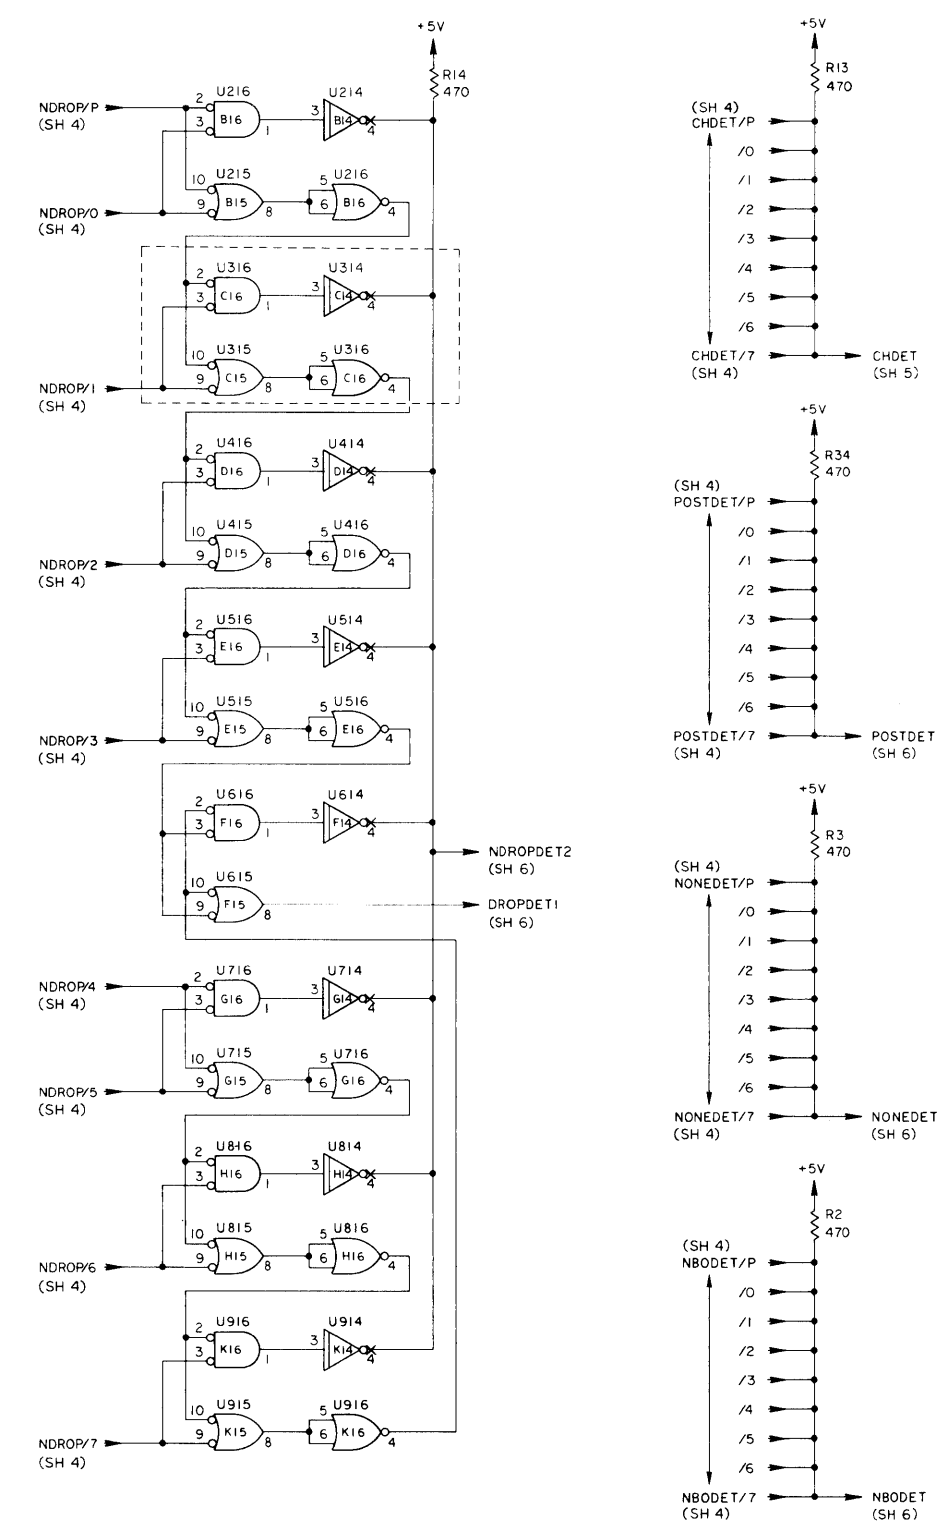 +5V
R14
470
NDROP/P
(SH 4)
2
3
U216
B16
1
3
U214
B14
4
NDROP/0
(SH 4)
10
9
U215
B15
8
5
6
U216
B16
4
2
3
U316
C16
1
3
U314
C14
4
NDROP/1
(SH 4)
10
9
U315
C15
8
5
6
U316
C16
4
2
3
U416
D16
1
3
U414
D14
4
NDROP/2
(SH 4)
10
9
U415
D15
8
5
6
U416
D16
4
2
3
U516
E16
1
3
U514
E14
4
NDROP/3
(SH 4)
10
9
U515
E15
8
5
6
U516
E16
4
2
3
U616
F16
1
3
U614
F14
4
NDROPDET2
(SH 6)
10
9
U615
F15
8
DROPDET1
(SH 6)
NDROP/4
(SH 4)
2
3
U716
G16
1
3
U714
G14
4
NDROP/5
(SH 4)
10
9
U715
G15
8
5
6
U716
G16
4
2
3
U816
H16
1
3
U814
H14
4
NDROP/6
(SH 4)
10
9
U815
H15
8
5
6
U816
H16
4
2
3
U916
K16
1
3
U914
K14
4
NDROP/7
(SH 4)
10
9
U915
K15
8
5
6
U916
K16
4
+5V
R13
470
(SH 4)
CHDET/P
/0
/1
/2
/3
/4
/5
/6
CHDET/7
(SH 4)
CHDET
(SH 5)
+5V
R34
470
(SH 4)
POSTDET/P
/0
/1
/2
/3
/4
/5
/6
POSTDET/7
(SH 4)
POSTDET
(SH 6)
+5V
R3
470
(SH 4)
NONEDET/P
/0
/1
/2
/3
/4
/5
/6
NONEDET/7
(SH 4)
NONEDET
(SH 6)
+5V
R2
470
(SH 4)
NBODET/P
/0
/1
/2
/3
/4
/5
/6
NBODET/7
(SH 4)
NBODET
(SH 6)